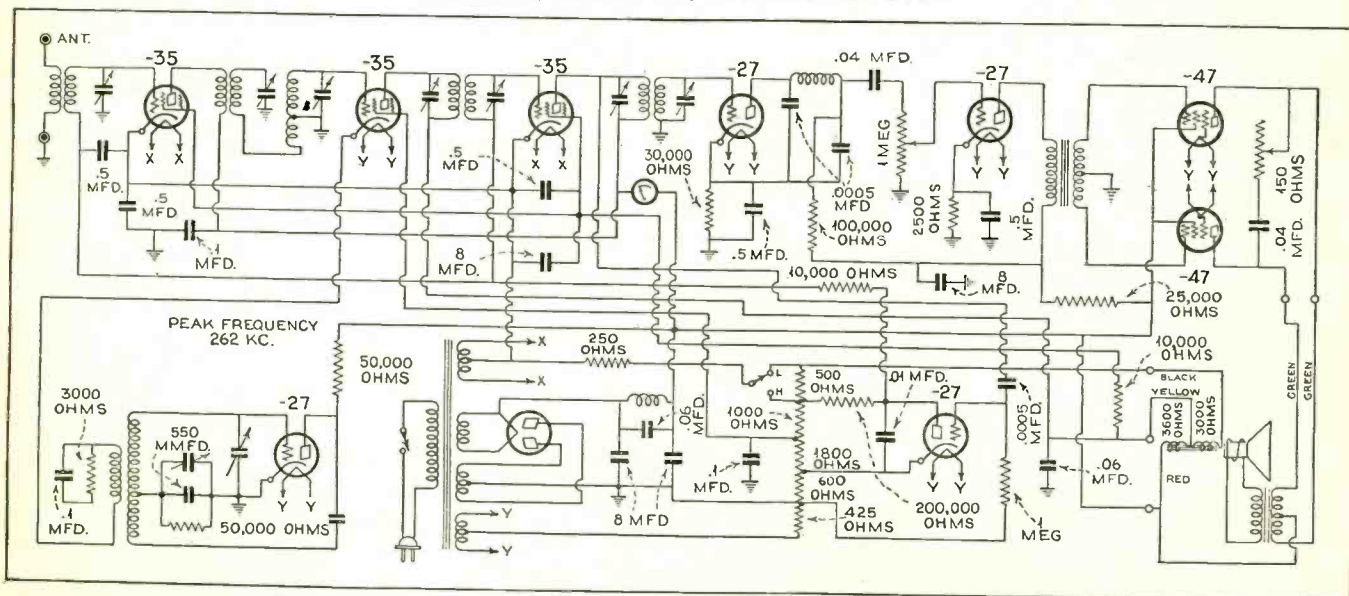 ANT.
-35
-35
-35
-27
.04 MFD.
-27
-47
X X
Y Y
X X
Y Y
Y Y
Y Y
Y Y
-47
.5
MFD.
.5
MFD
.1
MFD.
.5
MFD.
8
MFD.
30,000
OHMS
.5 MFD.
.0005
MFD
100,000
OHMS
1 MEG
2500
OHMS
.5
MFD.
8
MFD.
150
OHMS
.04
MFD.
25,000
OHMS
10,000 OHMS
10,000
OHMS
PEAK FREQUENCY
262 KC.
3000
OHMS
.1
MFD.
550
MMFD.
50,000 OHMS
-27
Y Y
50,000
OHMS
X
X
Y
Y
250
OHMS
.06
MFD.
8 MFD
L
H
500
OHMS
1000
OHMS
1800
OHMS
600
OHMS
.425
OHMS
.1
MFD.
.01 MFD.
-27
Y Y
200,000
OHMS
.0005
MFD.
1
MEG
.06
MFD.
BLACK
YELLOW
RED
3600
OHMS
3000
OHMS
GREEN
GREEN